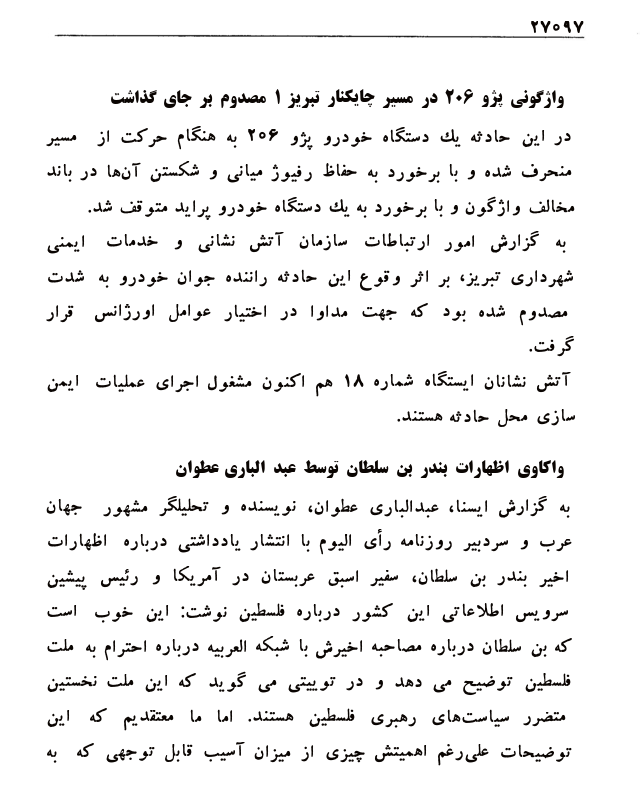 ۲۷۰۹۷
واژگونی پژو ۲۰۶ در مسیر چایکنار تبریز ۱ مصدوم بر جای گذاشت
در این حادثه یك دستگاه خودرو پژو ۲۰۶ به هنگام حرکت از مسیر
منحرف شده و با برخورد به حفاظ رفیوژ میانی و شکستن آن‌ها در باند
مخالف واژگون و با برخورد به یك دستگاه خودرو پراید متوقف شد.
به گزارش امور ارتباطات سازمان آتش نشانی و خدمات ایمنی
شهرداری تبریز، بر اثر وقوع این حادثه راننده جوان خودرو به شدت
مصدوم شده بود که جهت مداوا در اختیار عوامل اورژانس قرار
گرفت.
آتش نشانان ایستگاه شماره ۱۸ هم اکنون مشغول اجرای عملیات ایمن
سازی محل حادثه هستند.
واکاوی اظهارات بندر بن سلطان توسط عبد الباری عطوان
به گزارش ایسنا، عبدالباری عطوان، نویسنده و تحلیلگر مشهور جهان
عرب و سردبیر روزنامه رأی الیوم با انتشار یادداشتی درباره اظهارات
اخیر بندر بن سلطان، سفیر اسبق عربستان در آمریکا و رئیس پیشین
سرویس اطلاعاتی این کشور درباره فلسطین نوشت: این خوب است
که بن سلطان درباره مصاحبه اخیرش با شبکه العربیه درباره احترام به ملت
فلسطین توضیح می دهد و در توییتی می گوید که این ملت نخستین
متضرر سیاست‌های رهبری فلسطین هستند. اما ما معتقدیم که این
توضیحات علی‌رغم اهمیتش چیزی از میزان آسیب قابل توجهی که به